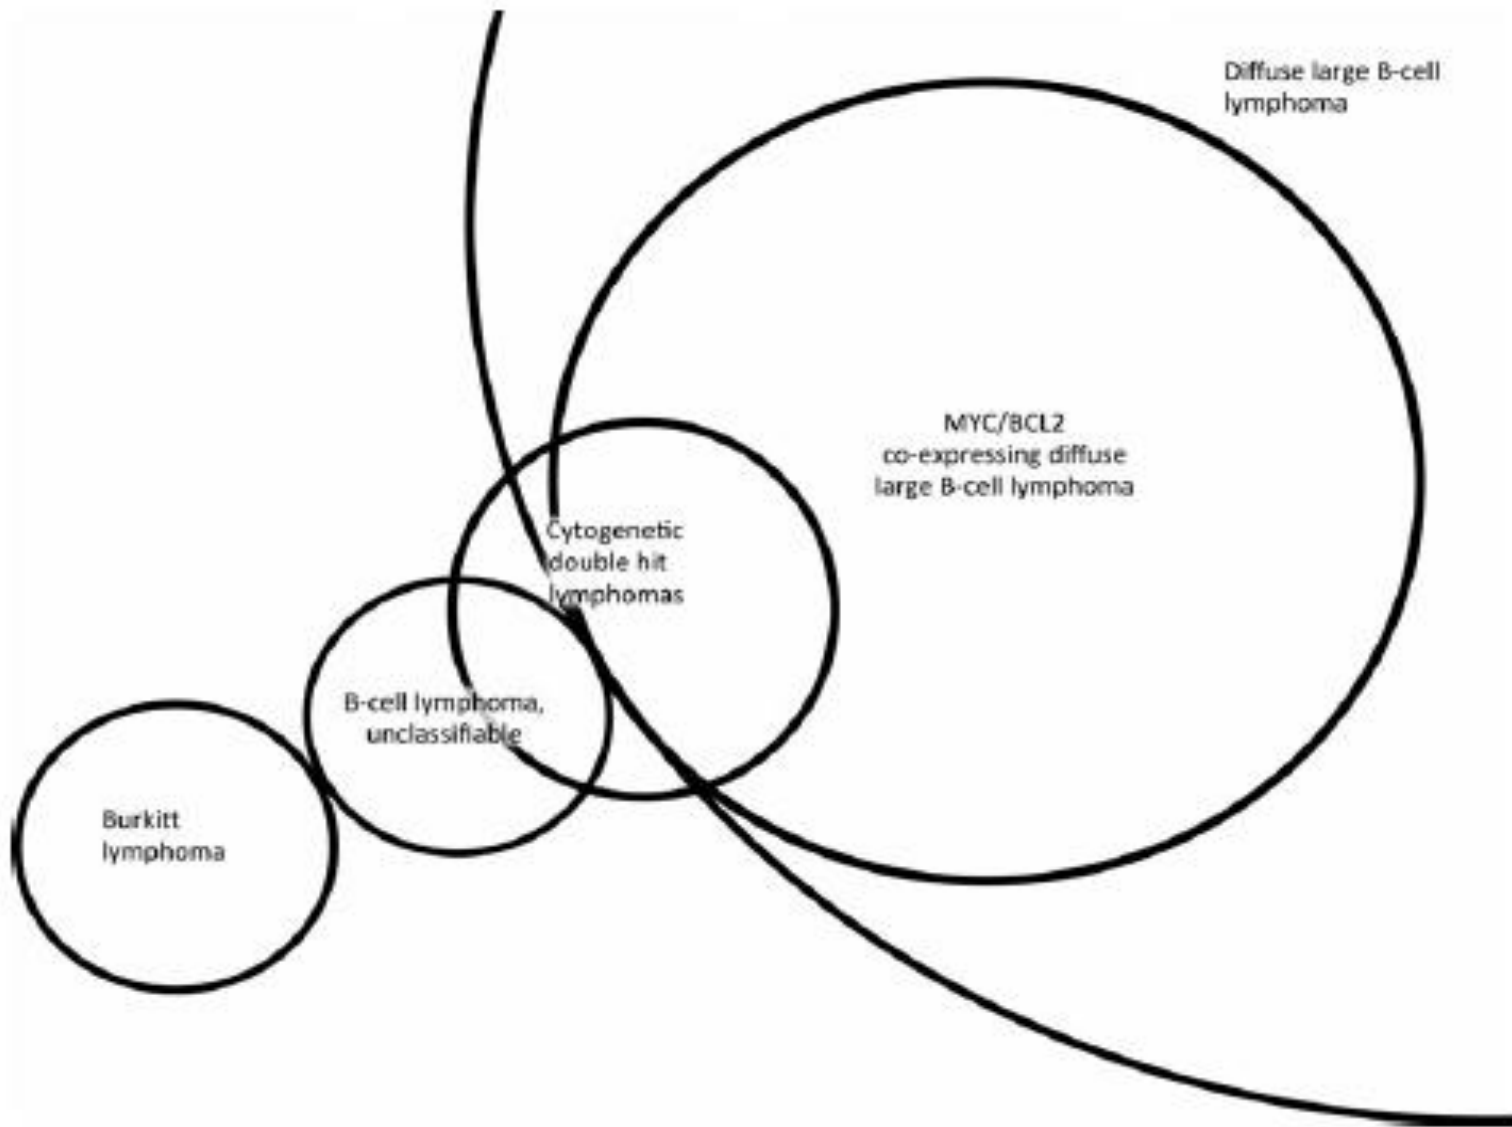 Diffuse large B-cell
lymphoma
MYC/BCL2
co-expressing diffuse
large B-cell lymphoma
Cytogenetic
double hit
lymphomas
B-cell lymphoma,
unclassifiable
Burkitt
lymphoma